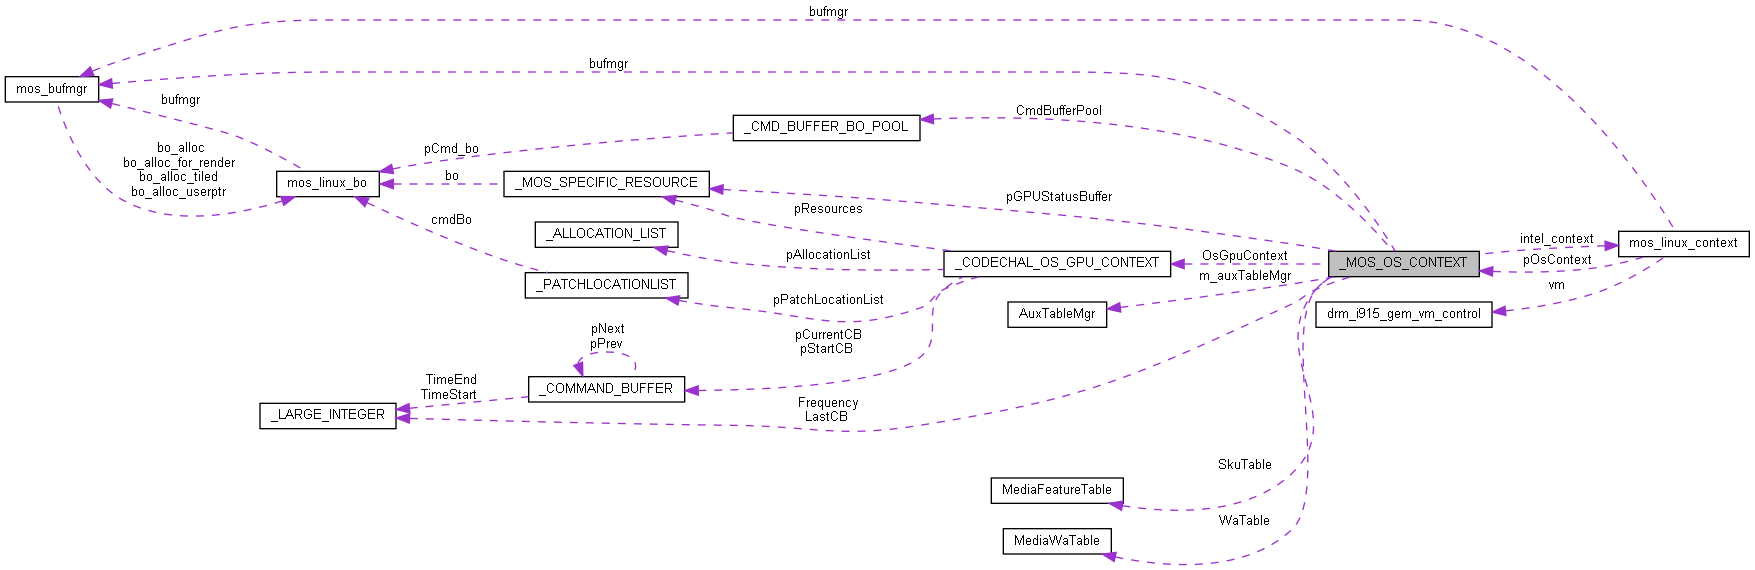 bufmgr
bufmgr
mos_bufmgr
bufmgr
CmdBufferPool
_CMD_BUFFER_BO_POOL
bo_alloc
bo_alloc_for_render
bo_alloc_tiled
bo_alloc_userptr
pCmd_bo
mos_linux_bo
bo
_MOS_SPECIFIC_RESOURCE
pGPUStatusBuffer
pResources
cmdBo
_ALLOCATION_LIST
intel_context
mos_linux_context
pAllocationList
_CODECHAL_OS_GPU_CONTEXT
OsGpuContext
_MOS_OS_CONTEXT
pOsContext
m_auxTableMgr
_PATCHLOCATIONLIST
vm
pPatchLocationList
AuxTableMgr
drm_i915_gem_vm_control
pNext
pPrev
pCurrentCB
pStartCB
TimeEnd
TimeStart
_COMMAND_BUFFER
_LARGE_INTEGER
Frequency
LastCB
SkuTable
MediaFeatureTable
WaTable
MediaWaTable